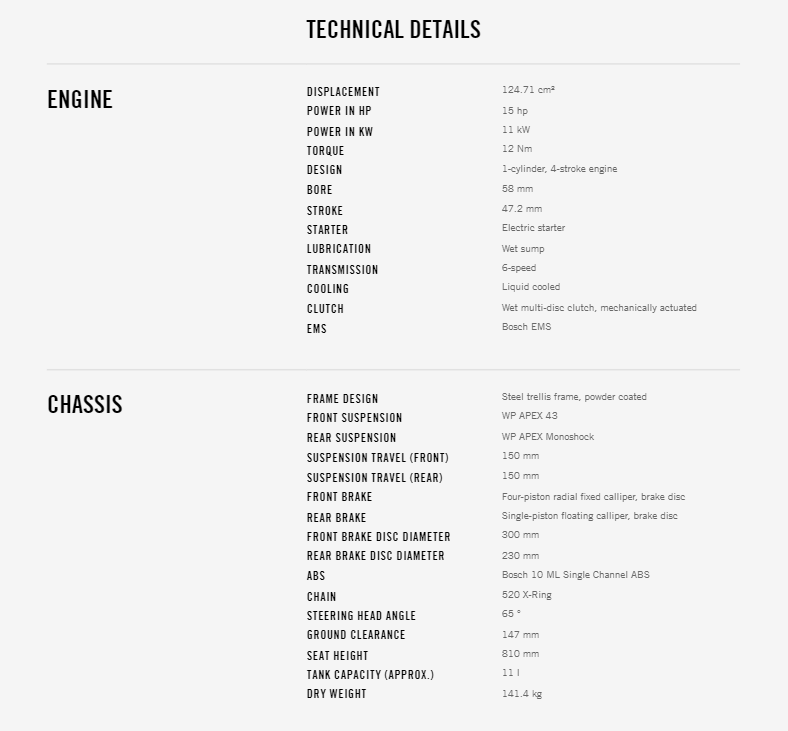 TECHNICAL DETAILS
ENGINE
DISPLACEMENT 124.71 cm³
POWER IN HP 15 hp
POWER IN KW 11 kW
TORQUE 12 Nm
DESIGN 1-cylinder, 4-stroke engine
BORE 58 mm
STROKE 47.2 mm
STARTER Electric starter
LUBRICATION Wet sump
TRANSMISSION 6-speed
COOLING Liquid cooled
CLUTCH Wet multi-disc clutch, mechanically actuated
EMS Bosch EMS
CHASSIS
FRAME DESIGN Steel trellis frame, powder coated
FRONT SUSPENSION WP APEX 43
REAR SUSPENSION WP APEX Monoshock
SUSPENSION TRAVEL (FRONT) 150 mm
SUSPENSION TRAVEL (REAR) 150 mm
FRONT BRAKE Four-piston radial fixed calliper, brake disc
REAR BRAKE Single-piston floating calliper, brake disc
FRONT BRAKE DISC DIAMETER 300 mm
REAR BRAKE DISC DIAMETER 230 mm
ABS Bosch 10 ML Single Channel ABS
CHAIN 520 X-Ring
STEERING HEAD ANGLE 65 °
GROUND CLEARANCE 147 mm
SEAT HEIGHT 810 mm
TANK CAPACITY (APPROX.) 11 l
DRY WEIGHT 141.4 kg